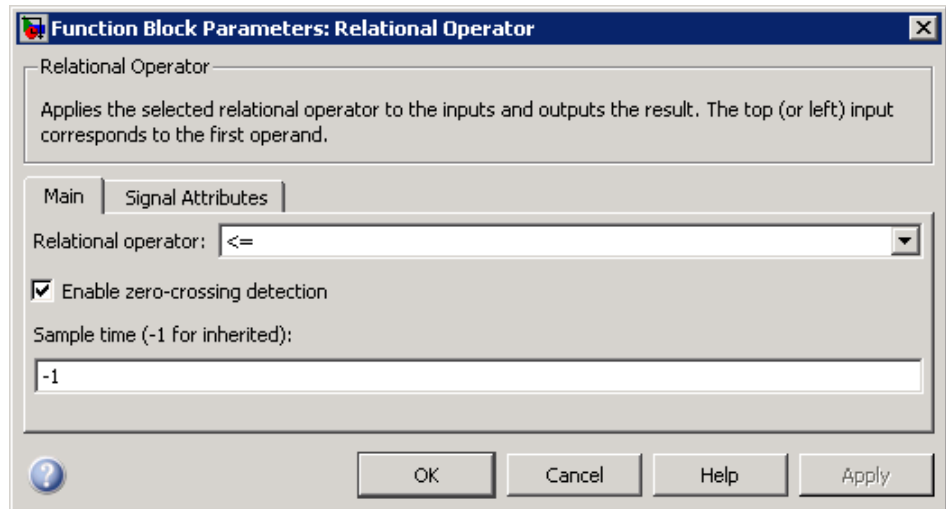 Function Block Parameters: Relational Operator
Relational Operator
Applies the selected relational operator to the inputs and outputs the result. The top (or left) input
corresponds to the first operand.
Main Signal Attributes
Relational operator: <=
Enable zero-crossing detection
Sample time (-1 for inherited):
-1
? OK Cancel Help Apply